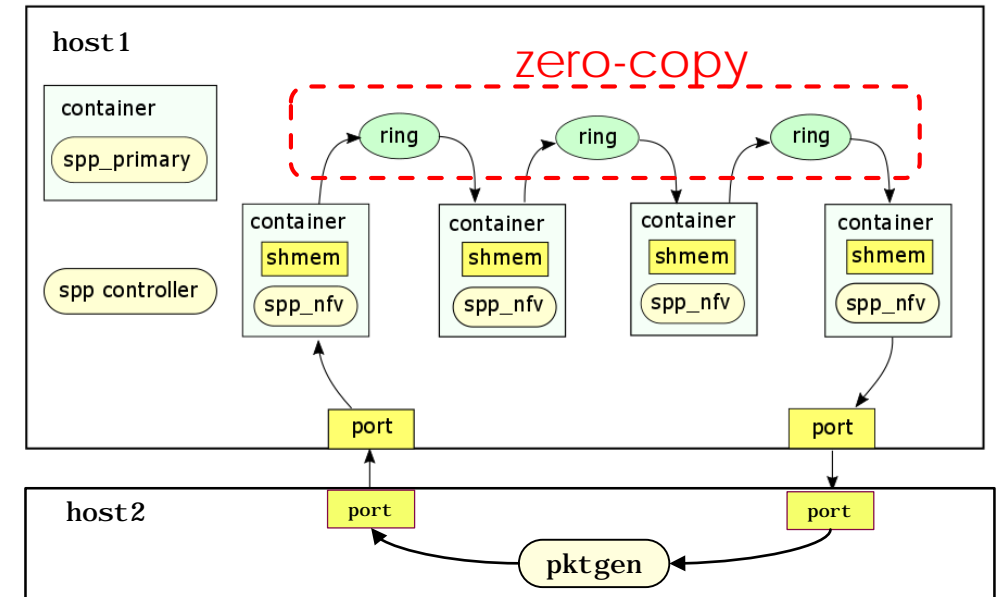 host1
zero-copy
container
spp_primary
ring
ring
ring
container
shmem
spp_nfv
container
shmem
spp_nfv
container
shmem
spp_nfv
container
shmem
spp_nfv
spp controller
port
port
host2
port
port
pktgen